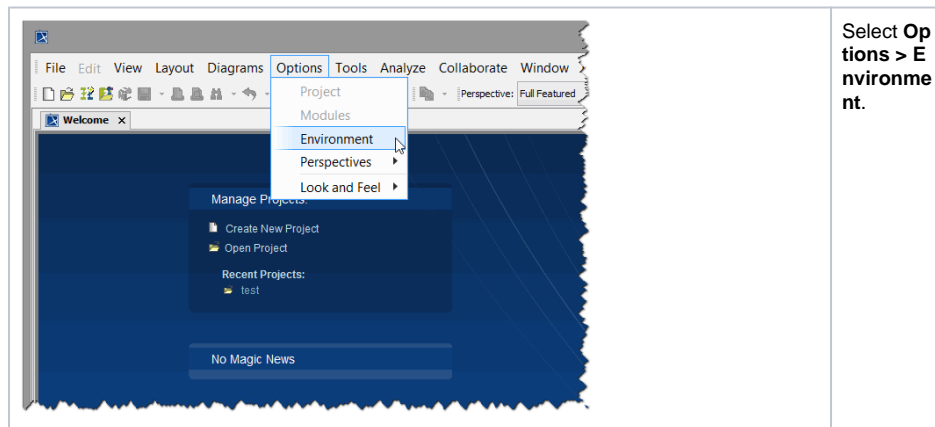 File Edit View Layout Diagrams Options Tools Analyze Collaborate Window
Project
Perspective: Full Featured
Modules
Welcome x
Environment
Perspectives
Look and Feel
Manage Projects:
Create New Project
Open Project
Recent Projects:
test
No Magic News
Select Op
tions > E
nvironme
nt.